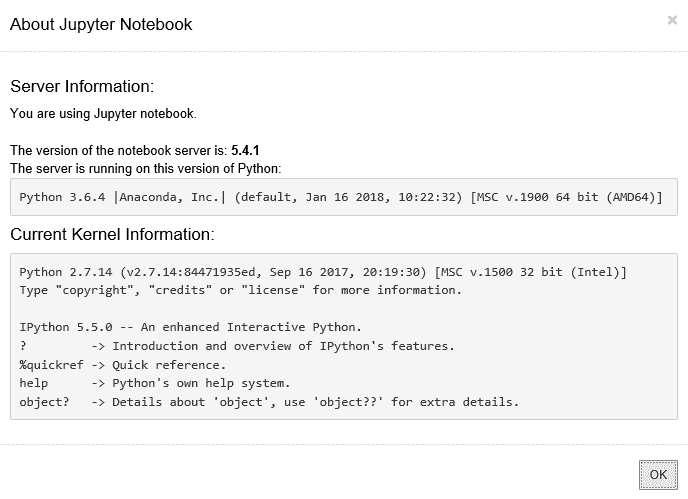 About Jupyter Notebook ×
Server Information:
You are using Jupyter notebook.
The version of the notebook server is: 5.4.1
The server is running on this version of Python:
Python 3.6.4 |Anaconda, Inc.| (default, Jan 16 2018, 10:22:32) [MSC v.1900 64 bit (AMD64)]
Current Kernel Information:
Python 2.7.14 (v2.7.14:84471935ed, Sep 16 2017, 20:19:30) [MSC v.1500 32 bit (Intel)]
Type "copyright", "credits" or "license" for more information.
IPython 5.5.0 -- An enhanced Interactive Python.
?         -> Introduction and overview of IPython's features.
%quickref -> Quick reference.
help      -> Python's own help system.
object?   -> Details about 'object', use 'object??' for extra details.
OK